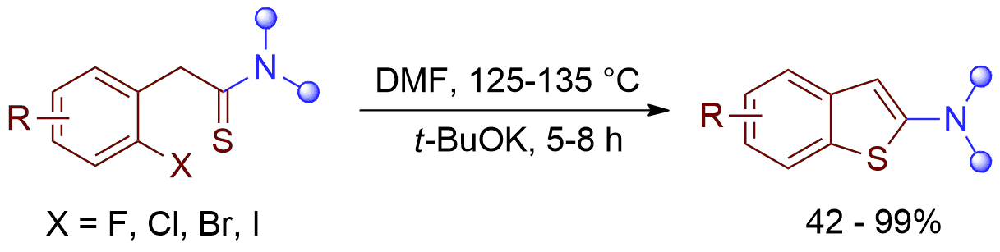 N
R
S
X
DMF, 125-135 °C
t-BuOK, 5-8 h
R
N
S
X = F, Cl, Br, I
42 - 99%